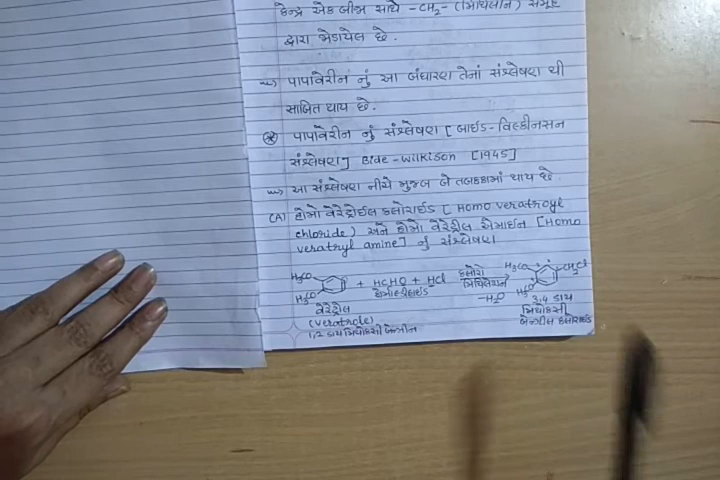 કેન્દ્ર એક બીજા સાથે -CH₂- (મિથિલીન) સમૂહ
દ્વારા જોડાયેલ છે.
પાપાવેરીન નું આ બંધારણ તેનાં સંશ્લેષણ થી
સાબિત થાય છે.
પાપાવેરીન નું સંશ્લેષણ [ બાઈડ-વિલ્કીનસન
સંશ્લેષણ] Bide-Wilkison [1945]
આ સંશ્લેષણ નીચે મુજબ બે તબક્કામાં થાય છે.
(A) હોમો વેરેટ્રોઈલ ક્લોરાઈડ [ Homo veratroyl
chloride) અને હોમો વેરેટ્રીલ એમાઈન [Homo
veratryl amine] નું સંશ્લેષણ
H₃CO
H₃CO
+ HCHO + HCl
ક્લોરો
મિથિલેશન
-H₂O
H₃CO
H₃CO
CH₂Cl
વેરેટ્રોલ
(veratrole)
1,2 ડાયમિથોક્સી બેન્ઝીન
3,4 ડાય
મિથોક્સી
બેન્ઝીલ ક્લોરાઈડ